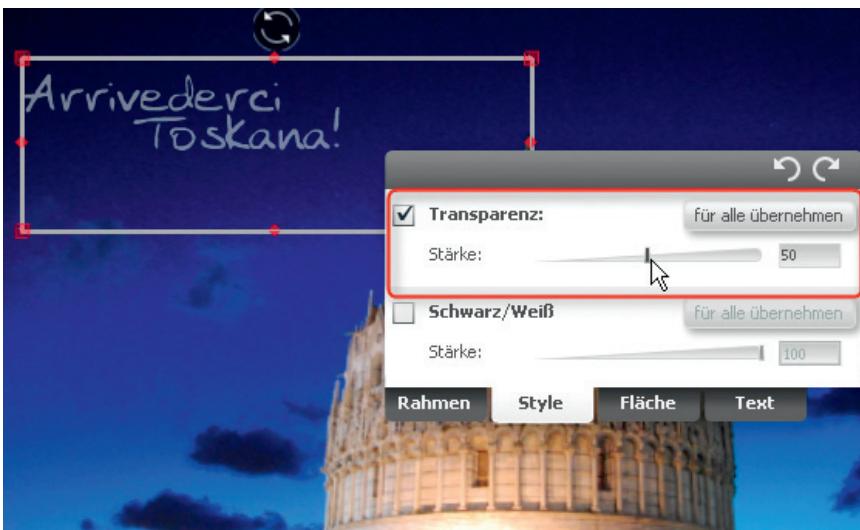 Arrivederci
Toskana!
Transparenz:
für alle übernehmen
Stärke:
50
Schwarz/Weiß
für alle übernehmen
Stärke:
100
Rahmen
Style
Fläche
Text